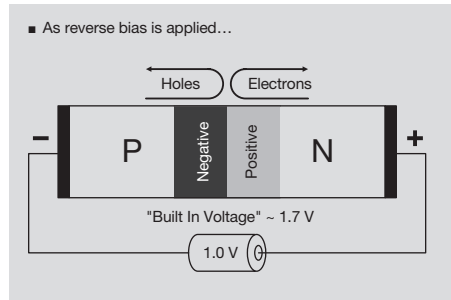 ■ As reverse bias is applied…
Holes Electrons
− P Negative Positive N +
"Built In Voltage" ~ 1.7 V
1.0 V